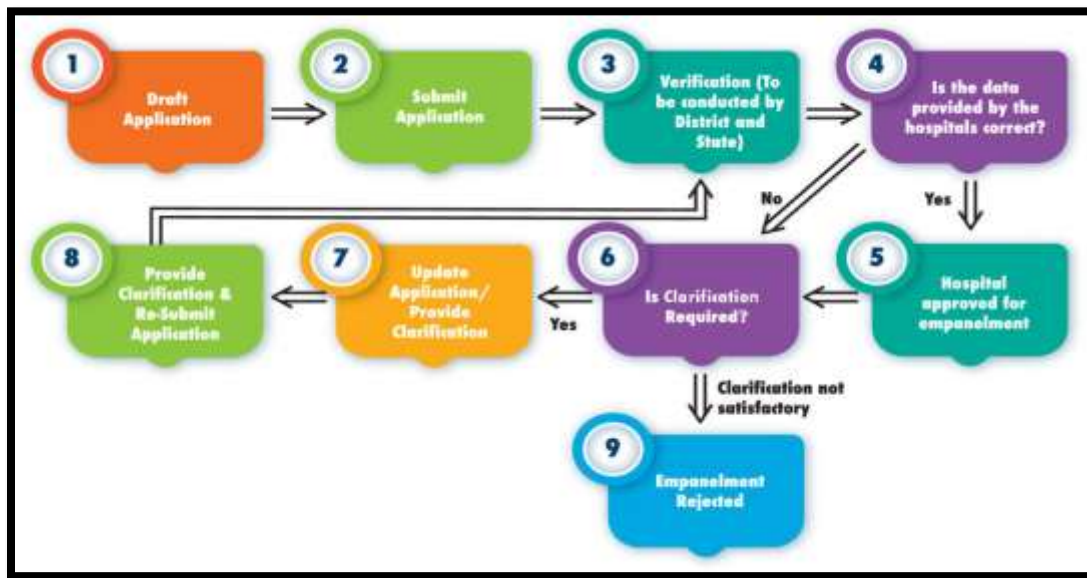 1
Draft
Application
2
Submit
Application
3
Verification (To
be conducted by
District and
State)
4
Is the data
provided by the
hospitals correct?
No
Yes
8
Provide
Clarification &
Re-Submit
Application
7
Update
Application/
Provide
Clarification
Yes
6
Is Clarification
Required?
5
Hospital
approved for
empanelment
Clarification not
satisfactory
9
Empanelment
Rejected